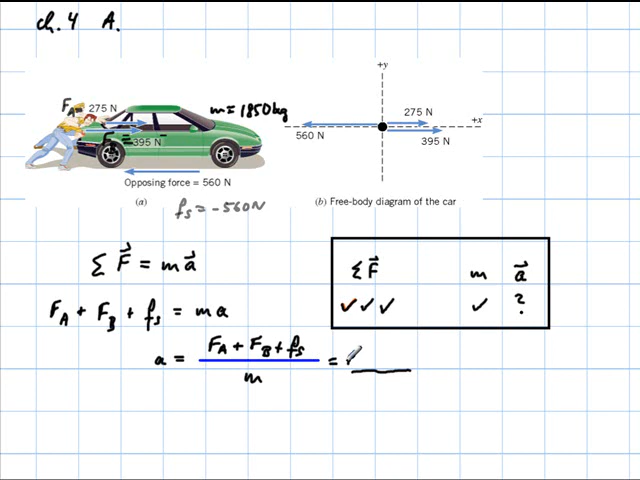 ch. 4 A.
F_A 275 N
m = 1850 kg
F_B = 395 N
Opposing force = 560 N
(a)
f_s = -560 N
+y
275 N
+x
560 N
395 N
(b) Free-body diagram of the car
Σ F⃗ = m a⃗
F_A + F_B + f_s = m a
a = F_A + F_B + f_s / m =
Σ F⃗ m a⃗
✓ ✓ ✓ ✓ ?